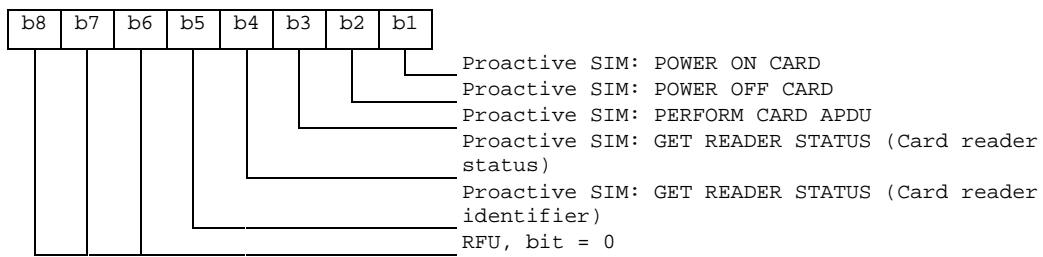 b8 b7 b6 b5 b4 b3 b2 b1
Proactive SIM: POWER ON CARD
Proactive SIM: POWER OFF CARD
Proactive SIM: PERFORM CARD APDU
Proactive SIM: GET READER STATUS (Card reader
status)
Proactive SIM: GET READER STATUS (Card reader
identifier)
RFU, bit = 0